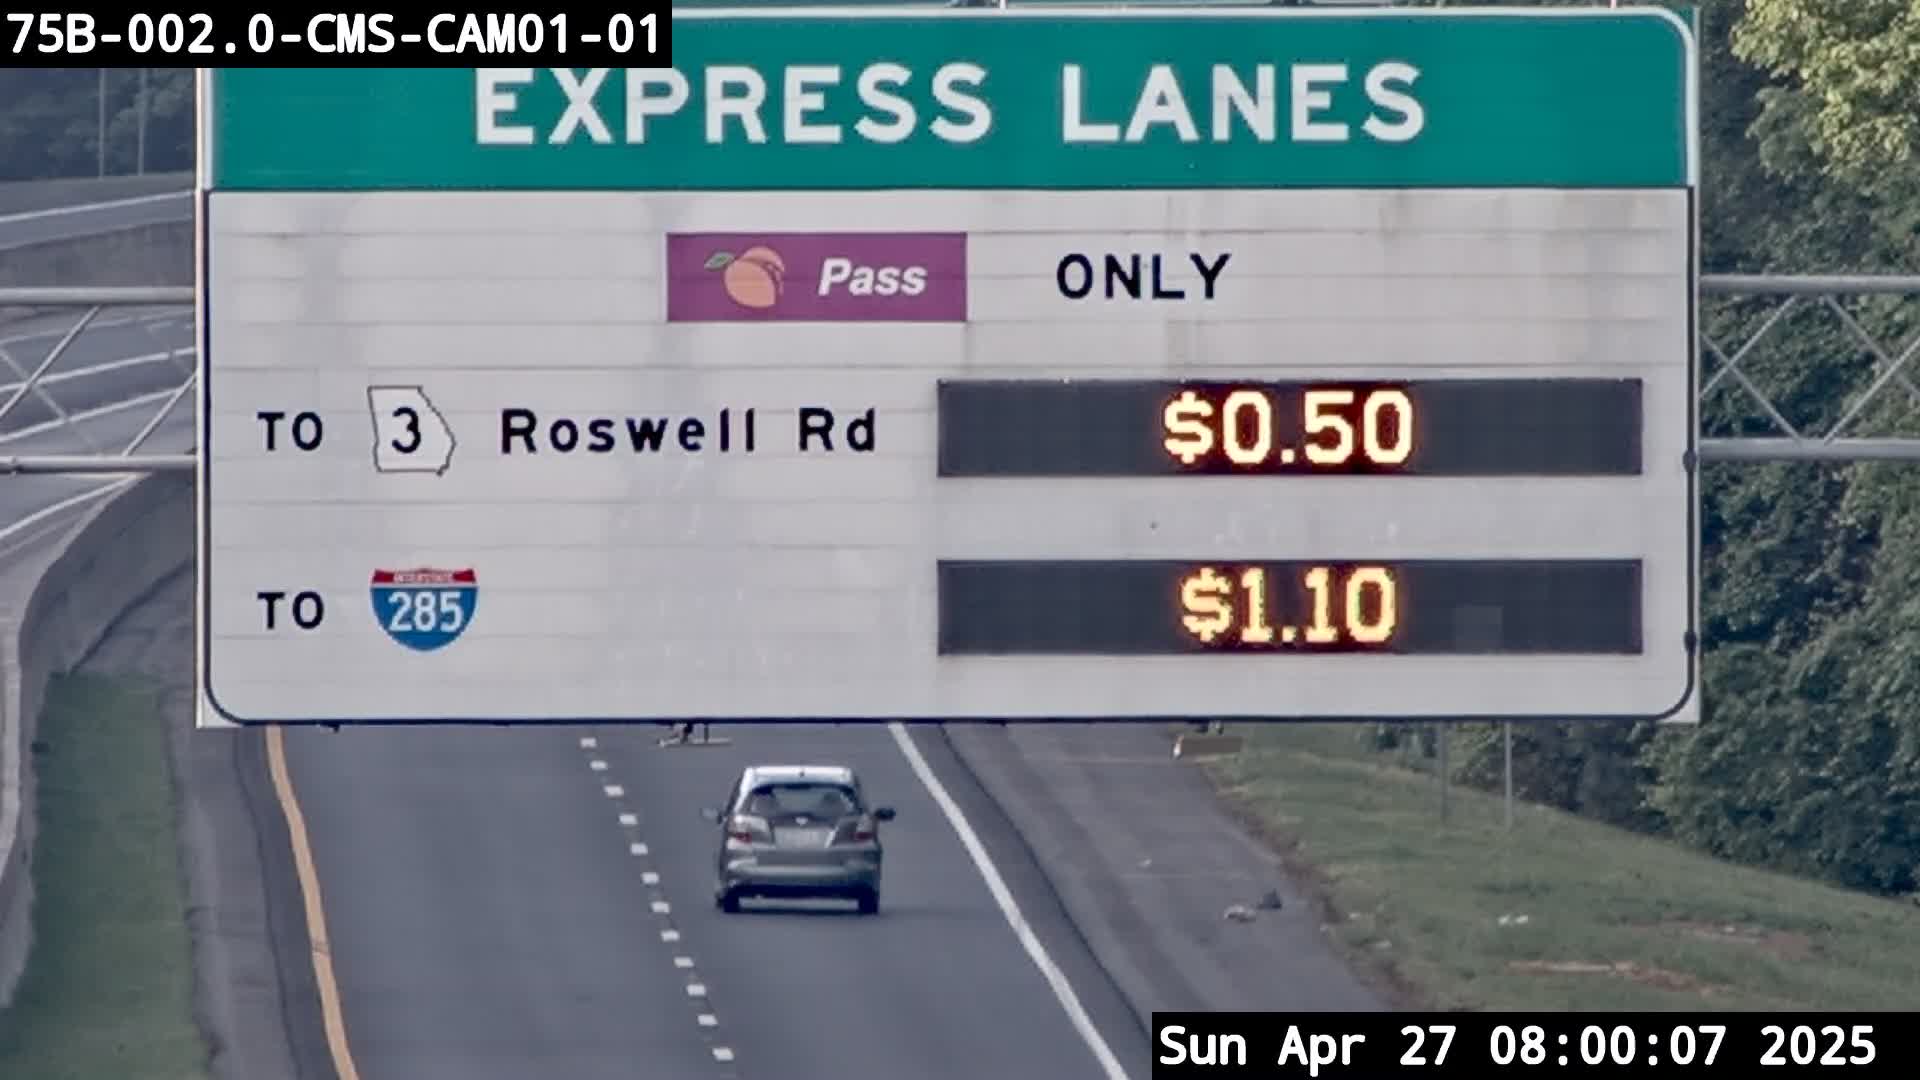 75B-002.0-CMS-CAM01-01
EXPRESS LANES
Pass ONLY
TO 3 Roswell Rd $0.50
INTERSTATE
TO 285 $1.10
Sun Apr 27 08:00:07 2025